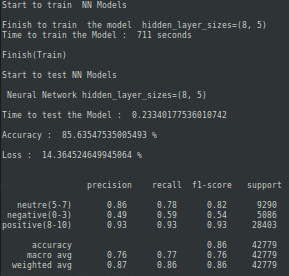 Start to train  NN Models
Finish to train  the model  hidden_layer_sizes=(8, 5)
Time to train the Model :  711 seconds
Finish(Train)
Start to test NN Models
Neural Network hidden_layer_sizes=(8, 5)
Time to test the Model :  0.23340177536010742
Accuracy :  85.63547535005493 %
Loss :  14.364524649945064 %
precision    recall  f1-score   support
neutre(5-7)       0.86      0.78      0.82      9290
negative(0-3)       0.49      0.59      0.54      5086
positive(8-10)       0.93      0.93      0.93     28403
accuracy                           0.86     42779
macro avg       0.76      0.77      0.76     42779
weighted avg       0.87      0.86      0.86     42779